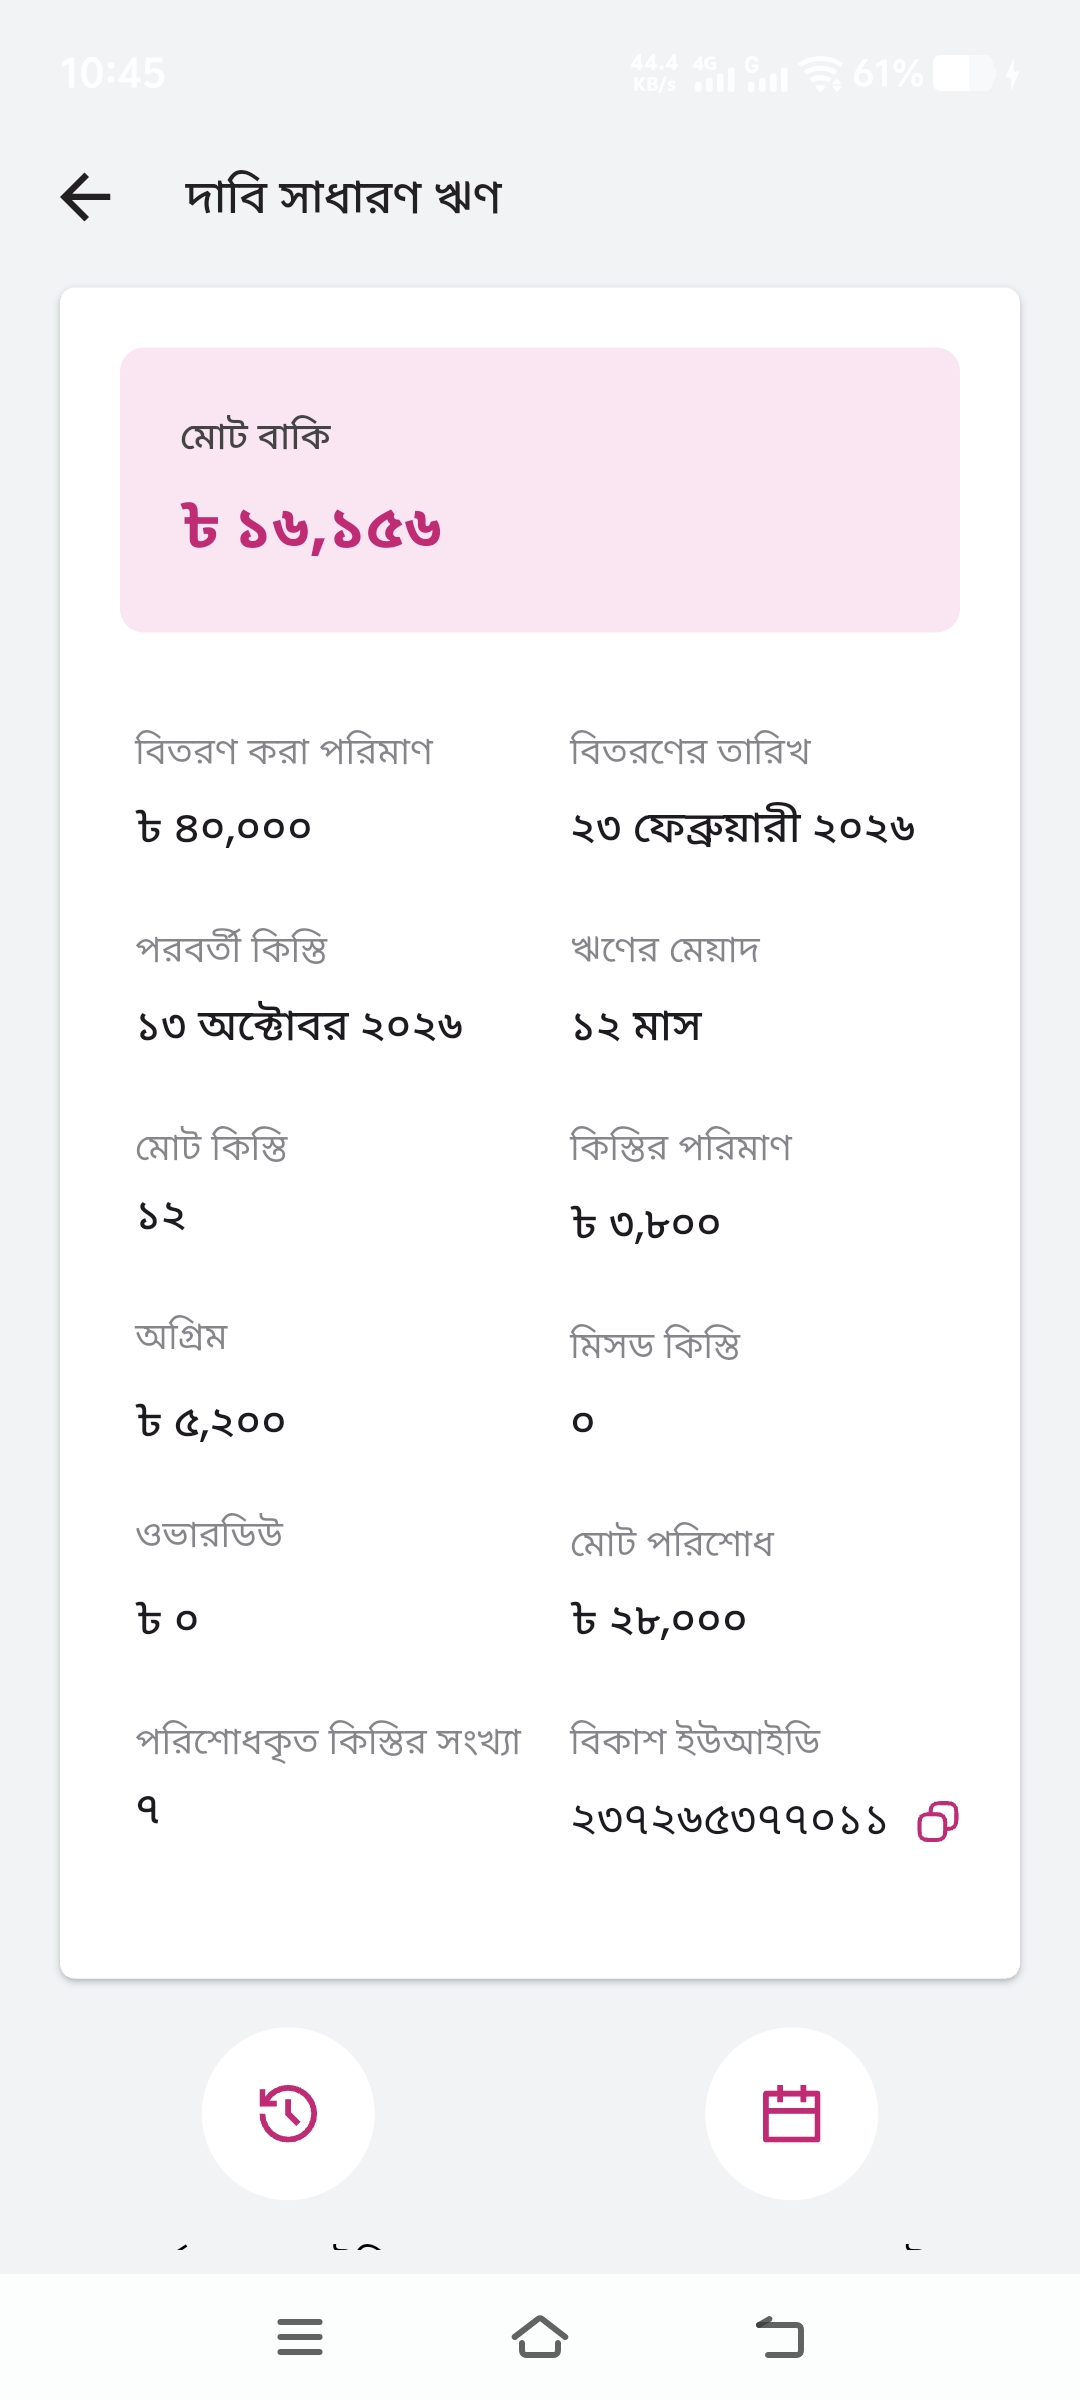 10:45
44.4 KB/s 4G G 61%
দাবি সাধারণ ঋণ
মোট বাকি
৳ ১৬,১৫৬
বিতরণ করা পরিমাণ
৳ ৪০,০০০
বিতরণের তারিখ
২৩ ফেব্রুয়ারী ২০২৬
পরবর্তী কিস্তি
১৩ অক্টোবর ২০২৬
ঋণের মেয়াদ
১২ মাস
মোট কিস্তি
১২
কিস্তির পরিমাণ
৳ ৩,৮০০
অগ্রিম
৳ ৫,২০০
মিসড কিস্তি
০
ওভারডিউ
৳ ০
মোট পরিশোধ
৳ ২৮,০০০
পরিশোধকৃত কিস্তির সংখ্যা
৭
বিকাশ ইউআইডি
২৩৭২৬৫৩৭৭০১১